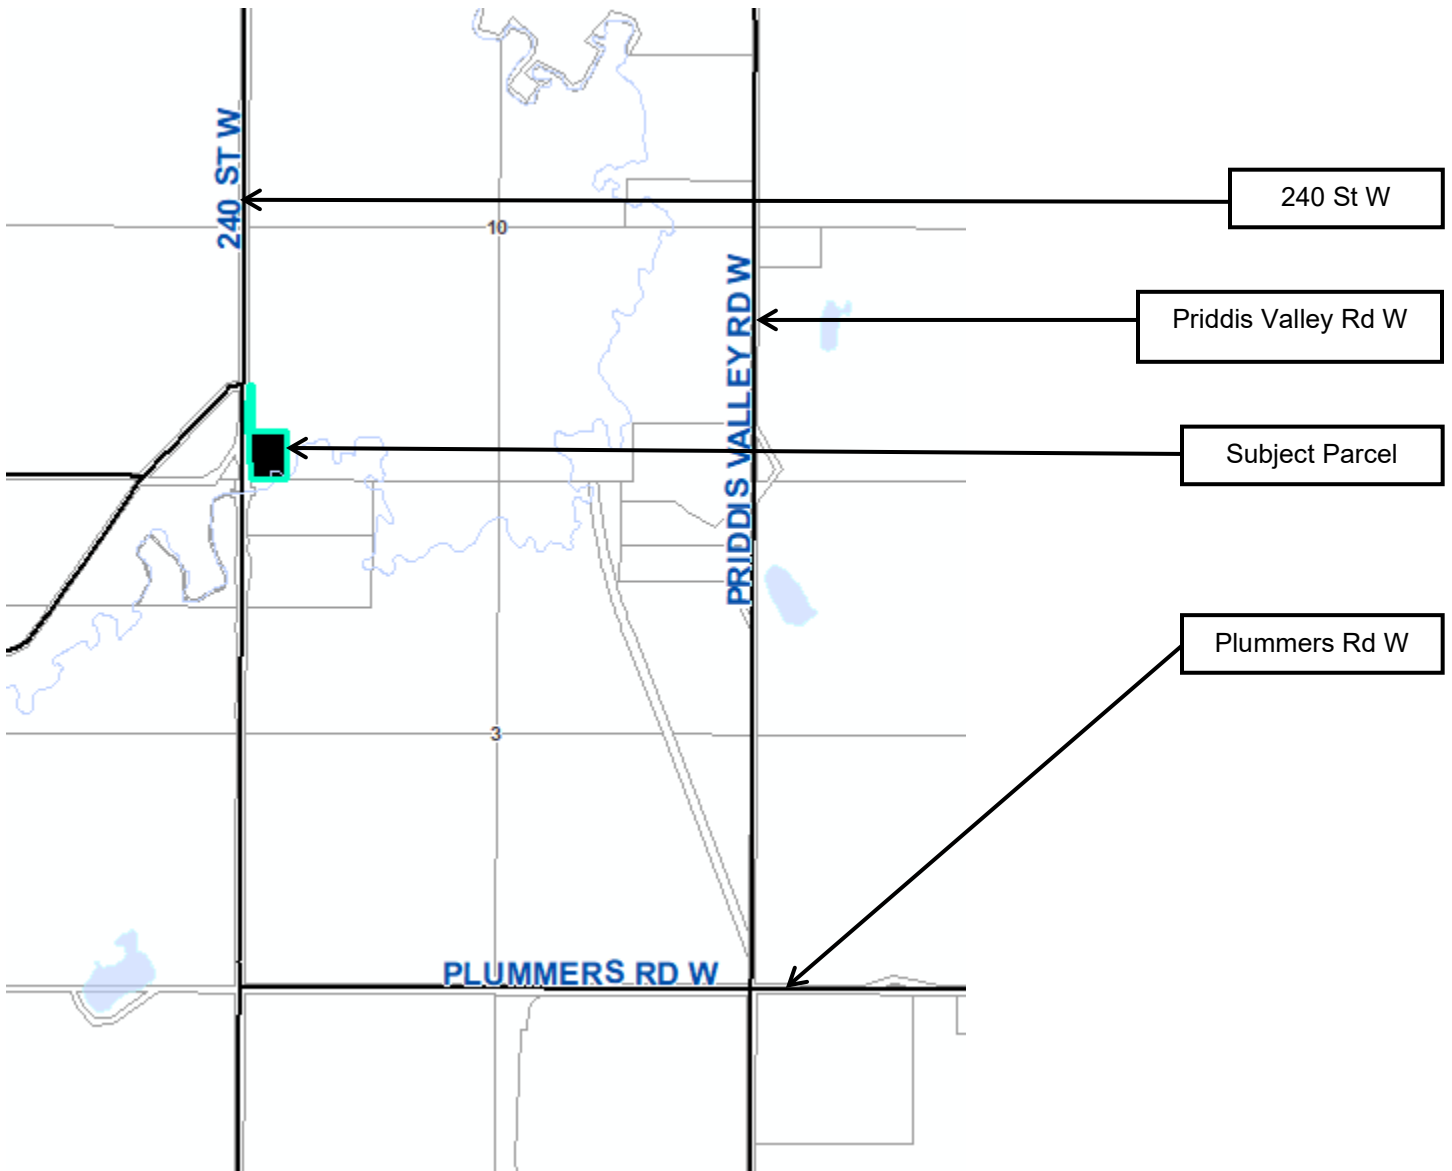 240 ST W
240 St W
10
PRIDDIS VALLEY RD W
Priddis Valley Rd W
Subject Parcel
Plummers Rd W
3
PLUMMERS RD W